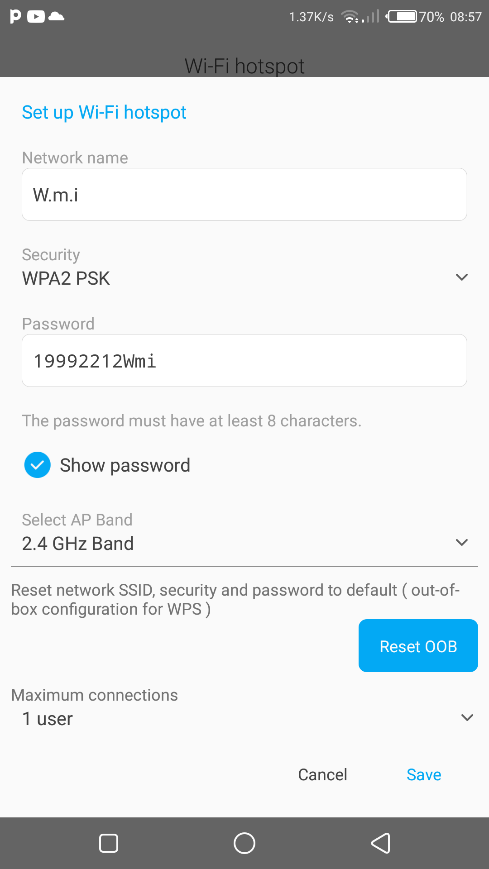 1.37K/s 70% 08:57
Wi-Fi hotspot
Set up Wi-Fi hotspot
Network name
W.m.i
Security
WPA2 PSK
Password
19992212Wmi
The password must have at least 8 characters.
Show password
Select AP Band
2.4 GHz Band
Reset network SSID, security and password to default ( out-of-
box configuration for WPS )
Reset OOB
Maximum connections
1 user
Cancel Save